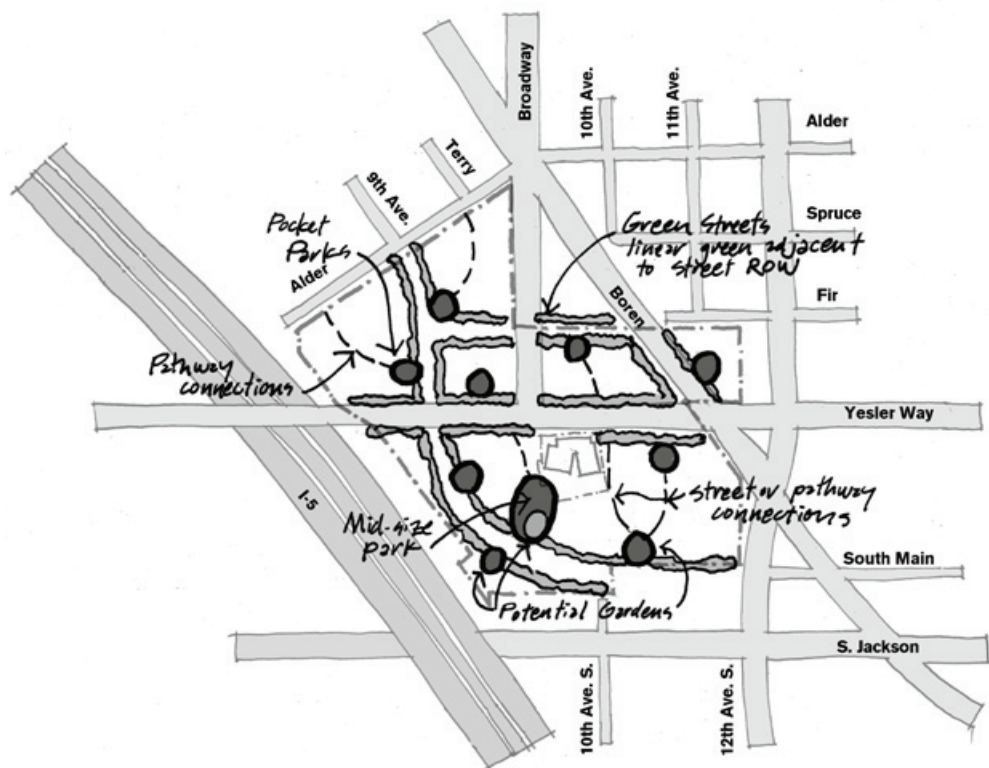 Broadway
10th Ave.
11th Ave.
Alder
Terry
9th Ave.
Pocket
Parks
Green Streets
linear green adjacent
to street ROW
Spruce
Alder
Boren
Fir
Pathway
connections
Yesler Way
I-5
Mid-size
park
Street or pathway
connections
South Main
Potential Gardens
S. Jackson
10th Ave. S.
12th Ave. S.